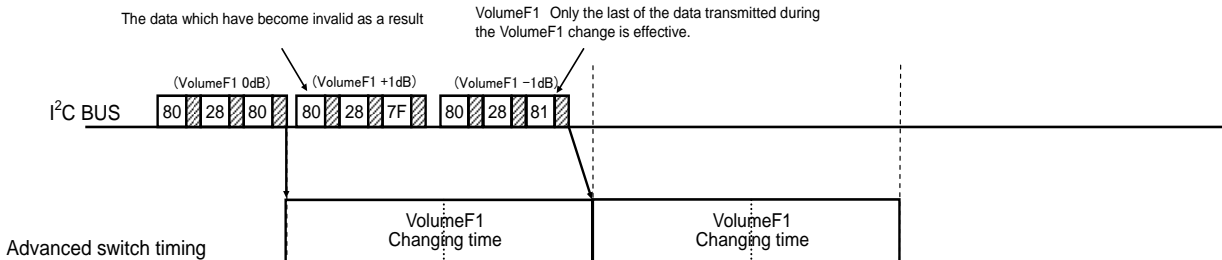 The data which have become invalid as a result
VolumeF1 Only the last of the data transmitted during
the VolumeF1 change is effective.
(VolumeF1 0dB) (VolumeF1 +1dB) (VolumeF1 −1dB)
I²C BUS 80 28 80 80 28 7F 80 28 81
VolumeF1 VolumeF1
Changing time Changing time
Advanced switch timing